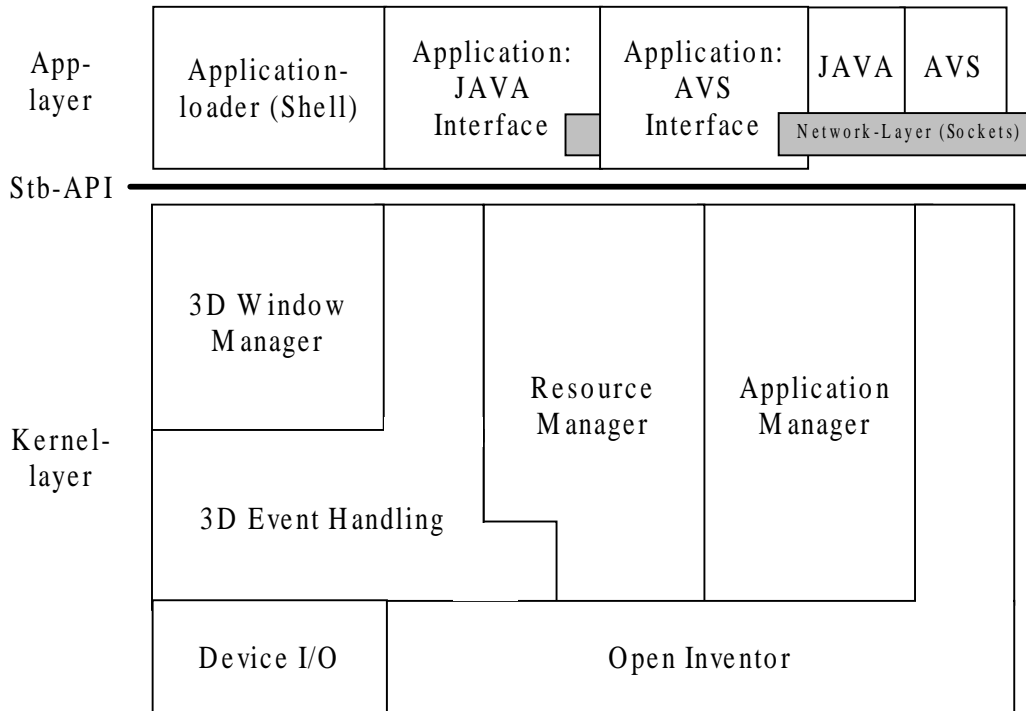 App-
layer
Application-
loader (Shell)
Application:
JAVA
Interface
Application:
AVS
Interface
JAVA
AVS
Network-Layer (Sockets)
Stb-API
Kernel-
layer
3D Window
Manager
3D Event Handling
Resource
Manager
Application
Manager
Device I/O
Open Inventor